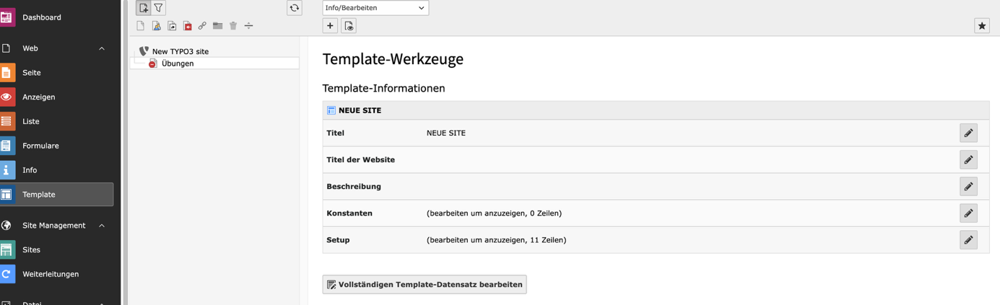 Dashboard
Web
Seite
Anzeigen
Liste
Formulare
Info
Template
Site Management
Sites
Weiterleitungen
Datei
New TYPO3 site
Übungen
Info/Bearbeiten
Template-Werkzeuge
Template-Informationen
NEUE SITE
Titel NEUE SITE
Titel der Website
Beschreibung
Konstanten (bearbeiten um anzuzeigen, 0 Zeilen)
Setup (bearbeiten um anzuzeigen, 11 Zeilen)
Vollständigen Template-Datensatz bearbeiten